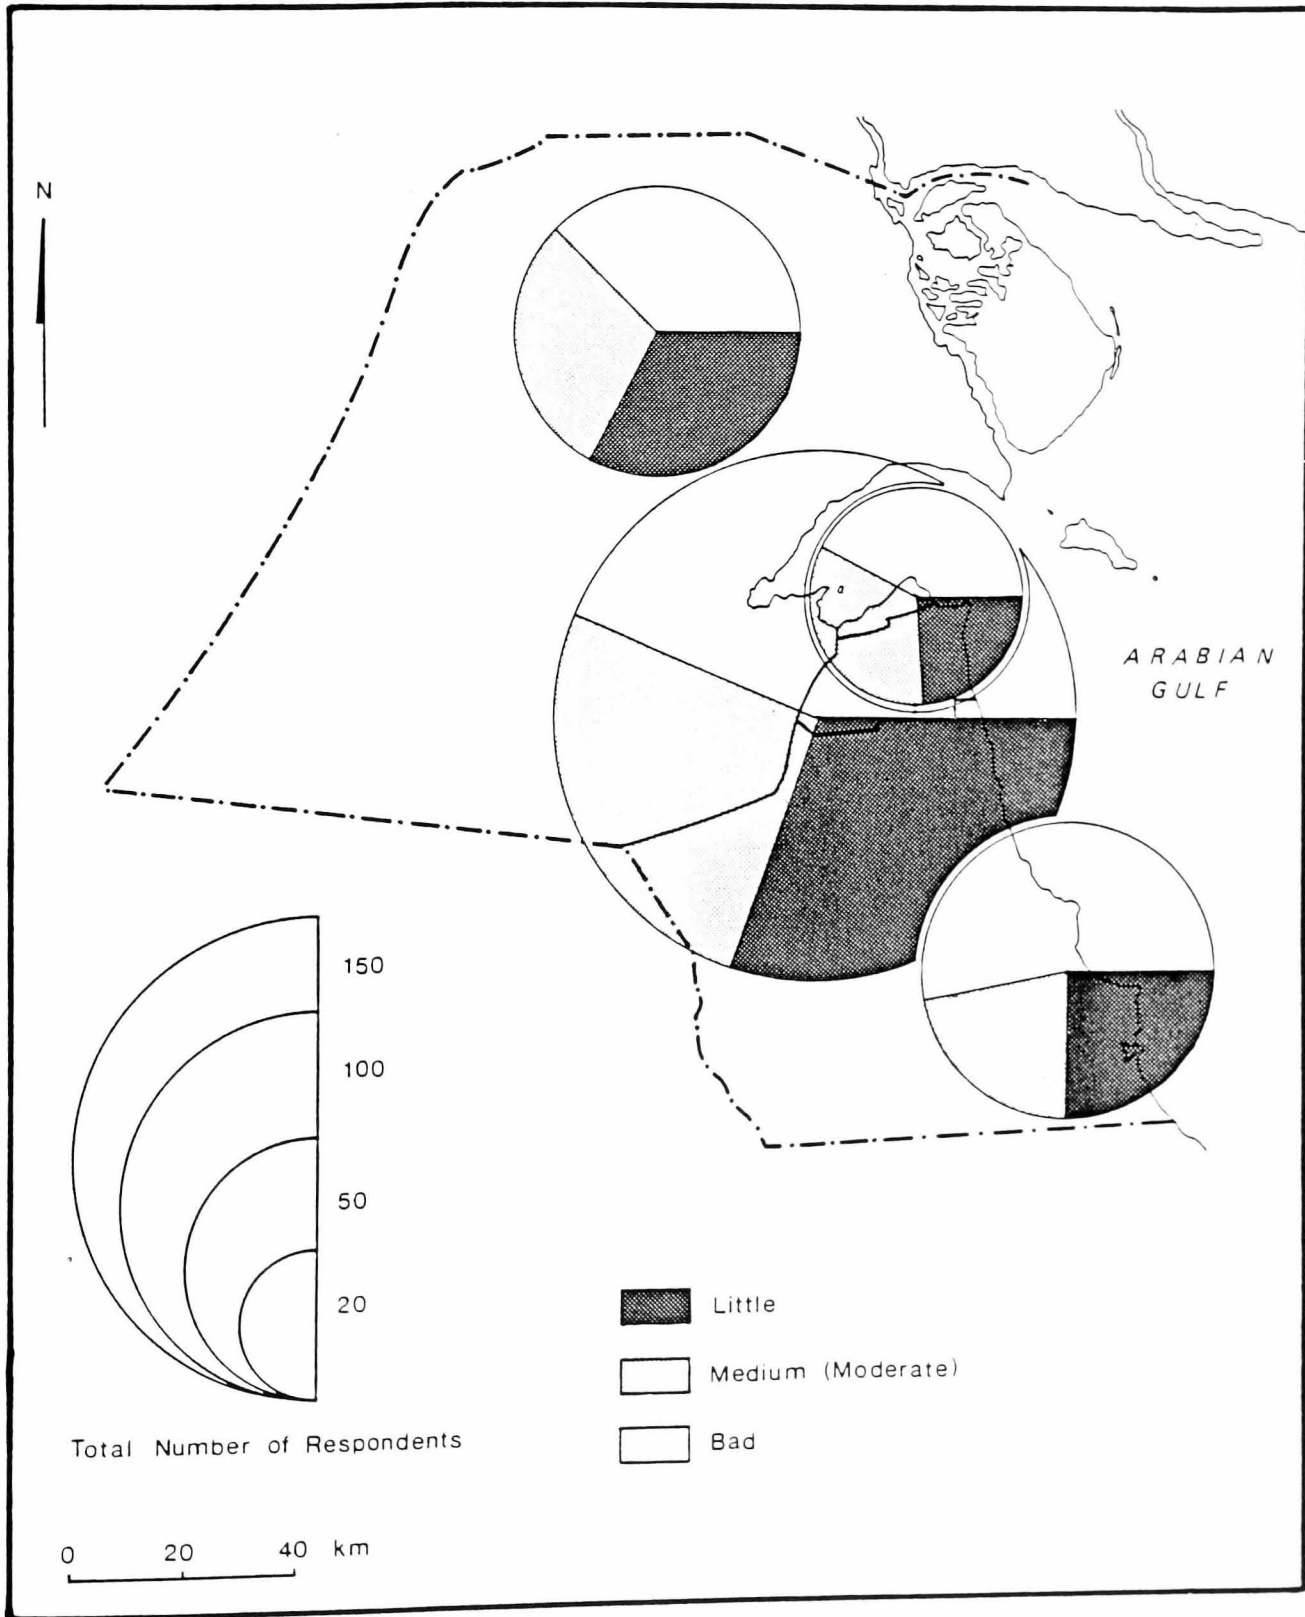 N
ARABIAN
GULF
150
100
50
20
Total Number of Respondents
Little
Medium (Moderate)
Bad
0 20 40 km